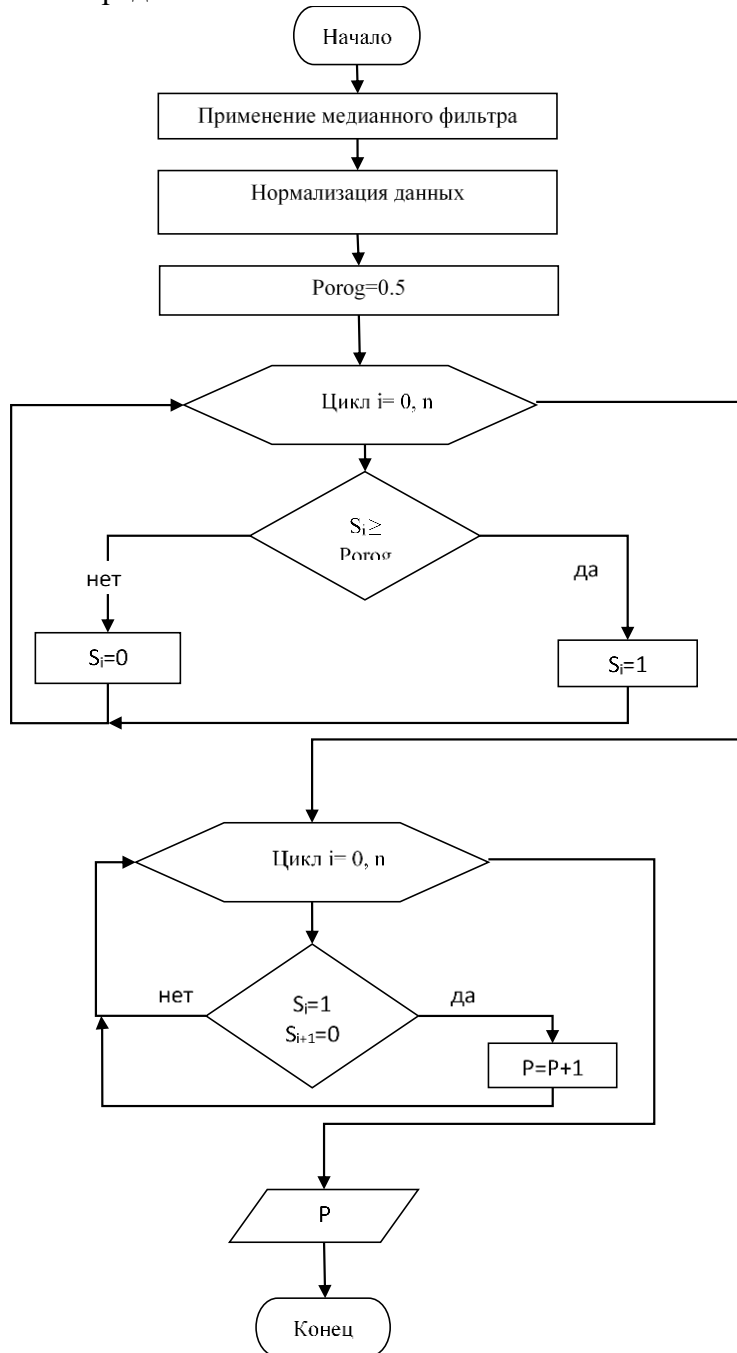 Начало
Применение медианного фильтра
Нормализация данных
Porog=0.5
Цикл i= 0, n
Sᵢ ≥
Porog
нет
да
Sᵢ=0
Sᵢ=1
Цикл i= 0, n
нет
да
Sᵢ=1
Sᵢ₊₁=0
P=P+1
P
Конец